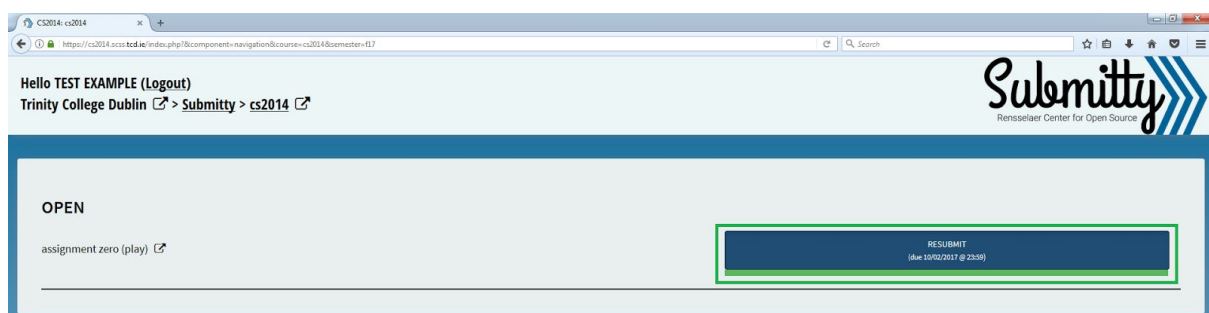 CS2014: cs2014
https://cs2014.scss.tcd.ie/index.php?&component=navigation&course=cs2014&semester=f17
Search
Hello TEST EXAMPLE (Logout)
Trinity College Dublin > Submitty > cs2014
Submitty
Rensselaer Center for Open Source
OPEN
assignment zero (play)
RESUBMIT
(due 10/02/2017 @ 23:59)